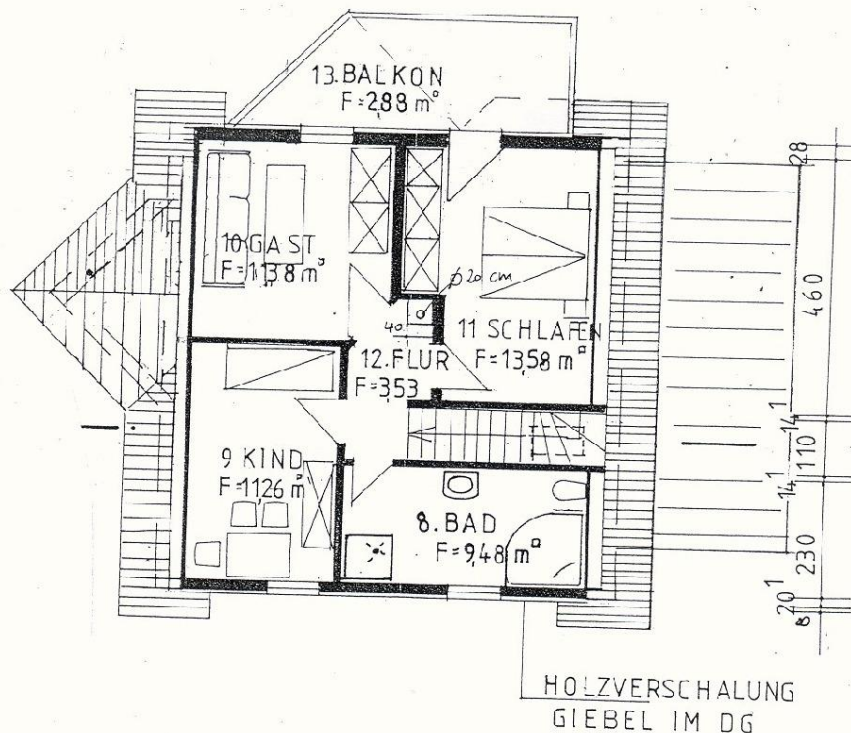 13.BALKON
F=2,88 m²
10 GAST
F=11,38 m²
ϕ 20 cm
40
11 SCHLAFEN
F=13,58 m²
12.FLUR
F=3,53
9 KIND
F=11,26 m²
8.BAD
F=9,48 m²
28
460
14 1
110
14 1
230
20 1
8
HOLZVERSCHALUNG
GIEBEL IM DG